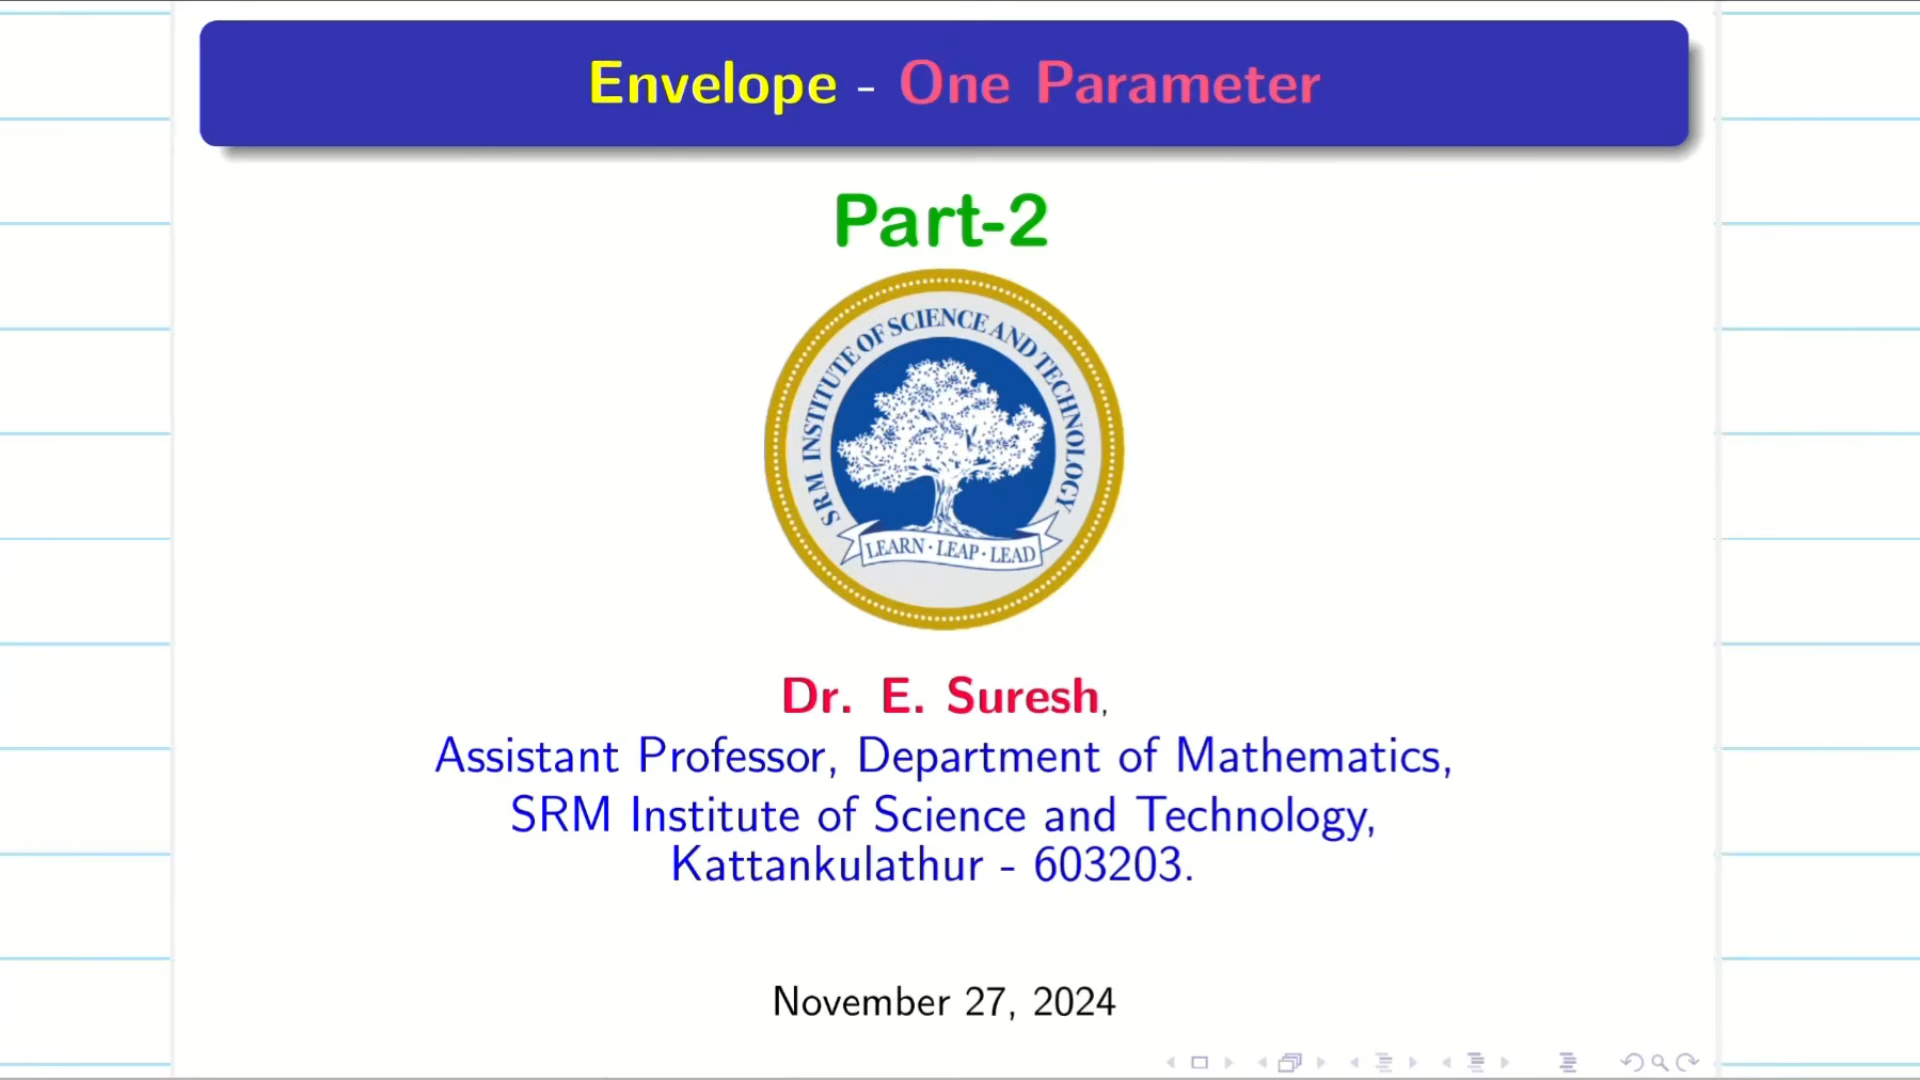 Envelope - One Parameter
Part-2
SRM INSTITUTE OF SCIENCE AND TECHNOLOGY
LEARN · LEAP · LEAD
Dr. E. Suresh,
Assistant Professor, Department of Mathematics,
SRM Institute of Science and Technology,
Kattankulathur - 603203.
November 27, 2024